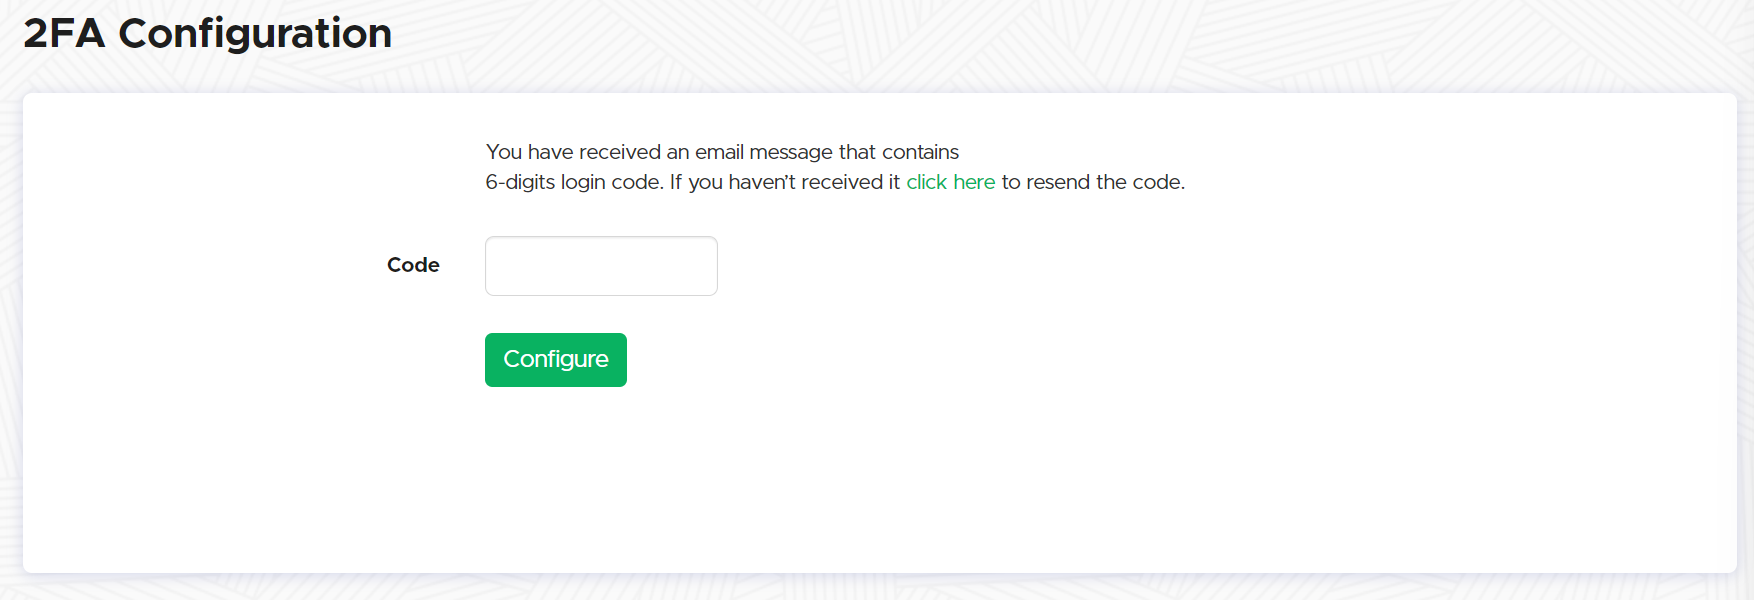 2FA Configuration
You have received an email message that contains
6-digits login code. If you haven’t received it click here to resend the code.
Code
Configure